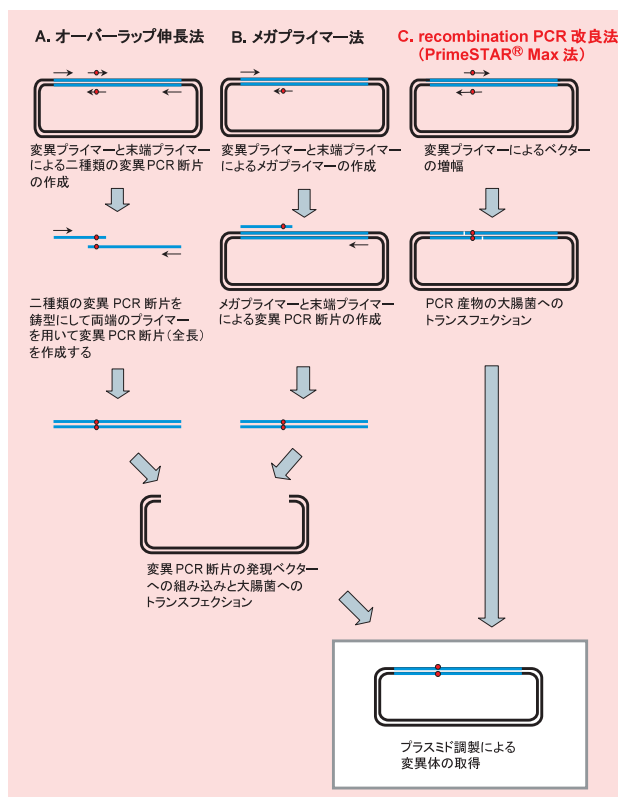 A. オーバーラップ伸長法
B. メガプライマー法
C. recombination PCR 改良法
(PrimeSTAR® Max 法)
変異プライマーと末端プライマー
による二種類の変異PCR断片
の作成
変異プライマーと末端プライマー
によるメガプライマーの作成
変異プライマーによるベクター
の増幅
二種類の変異 PCR 断片を
鋳型にして両端のプライマー
を用いて変異PCR断片(全長)
を作成する
メガプライマーと末端プライマー
による変異 PCR 断片の作成
PCR 産物の大腸菌への
トランスフェクション
変異 PCR 断片の発現ベクター
への組み込みと大腸菌への
トランスフェクション
プラスミド調製による
変異体の取得